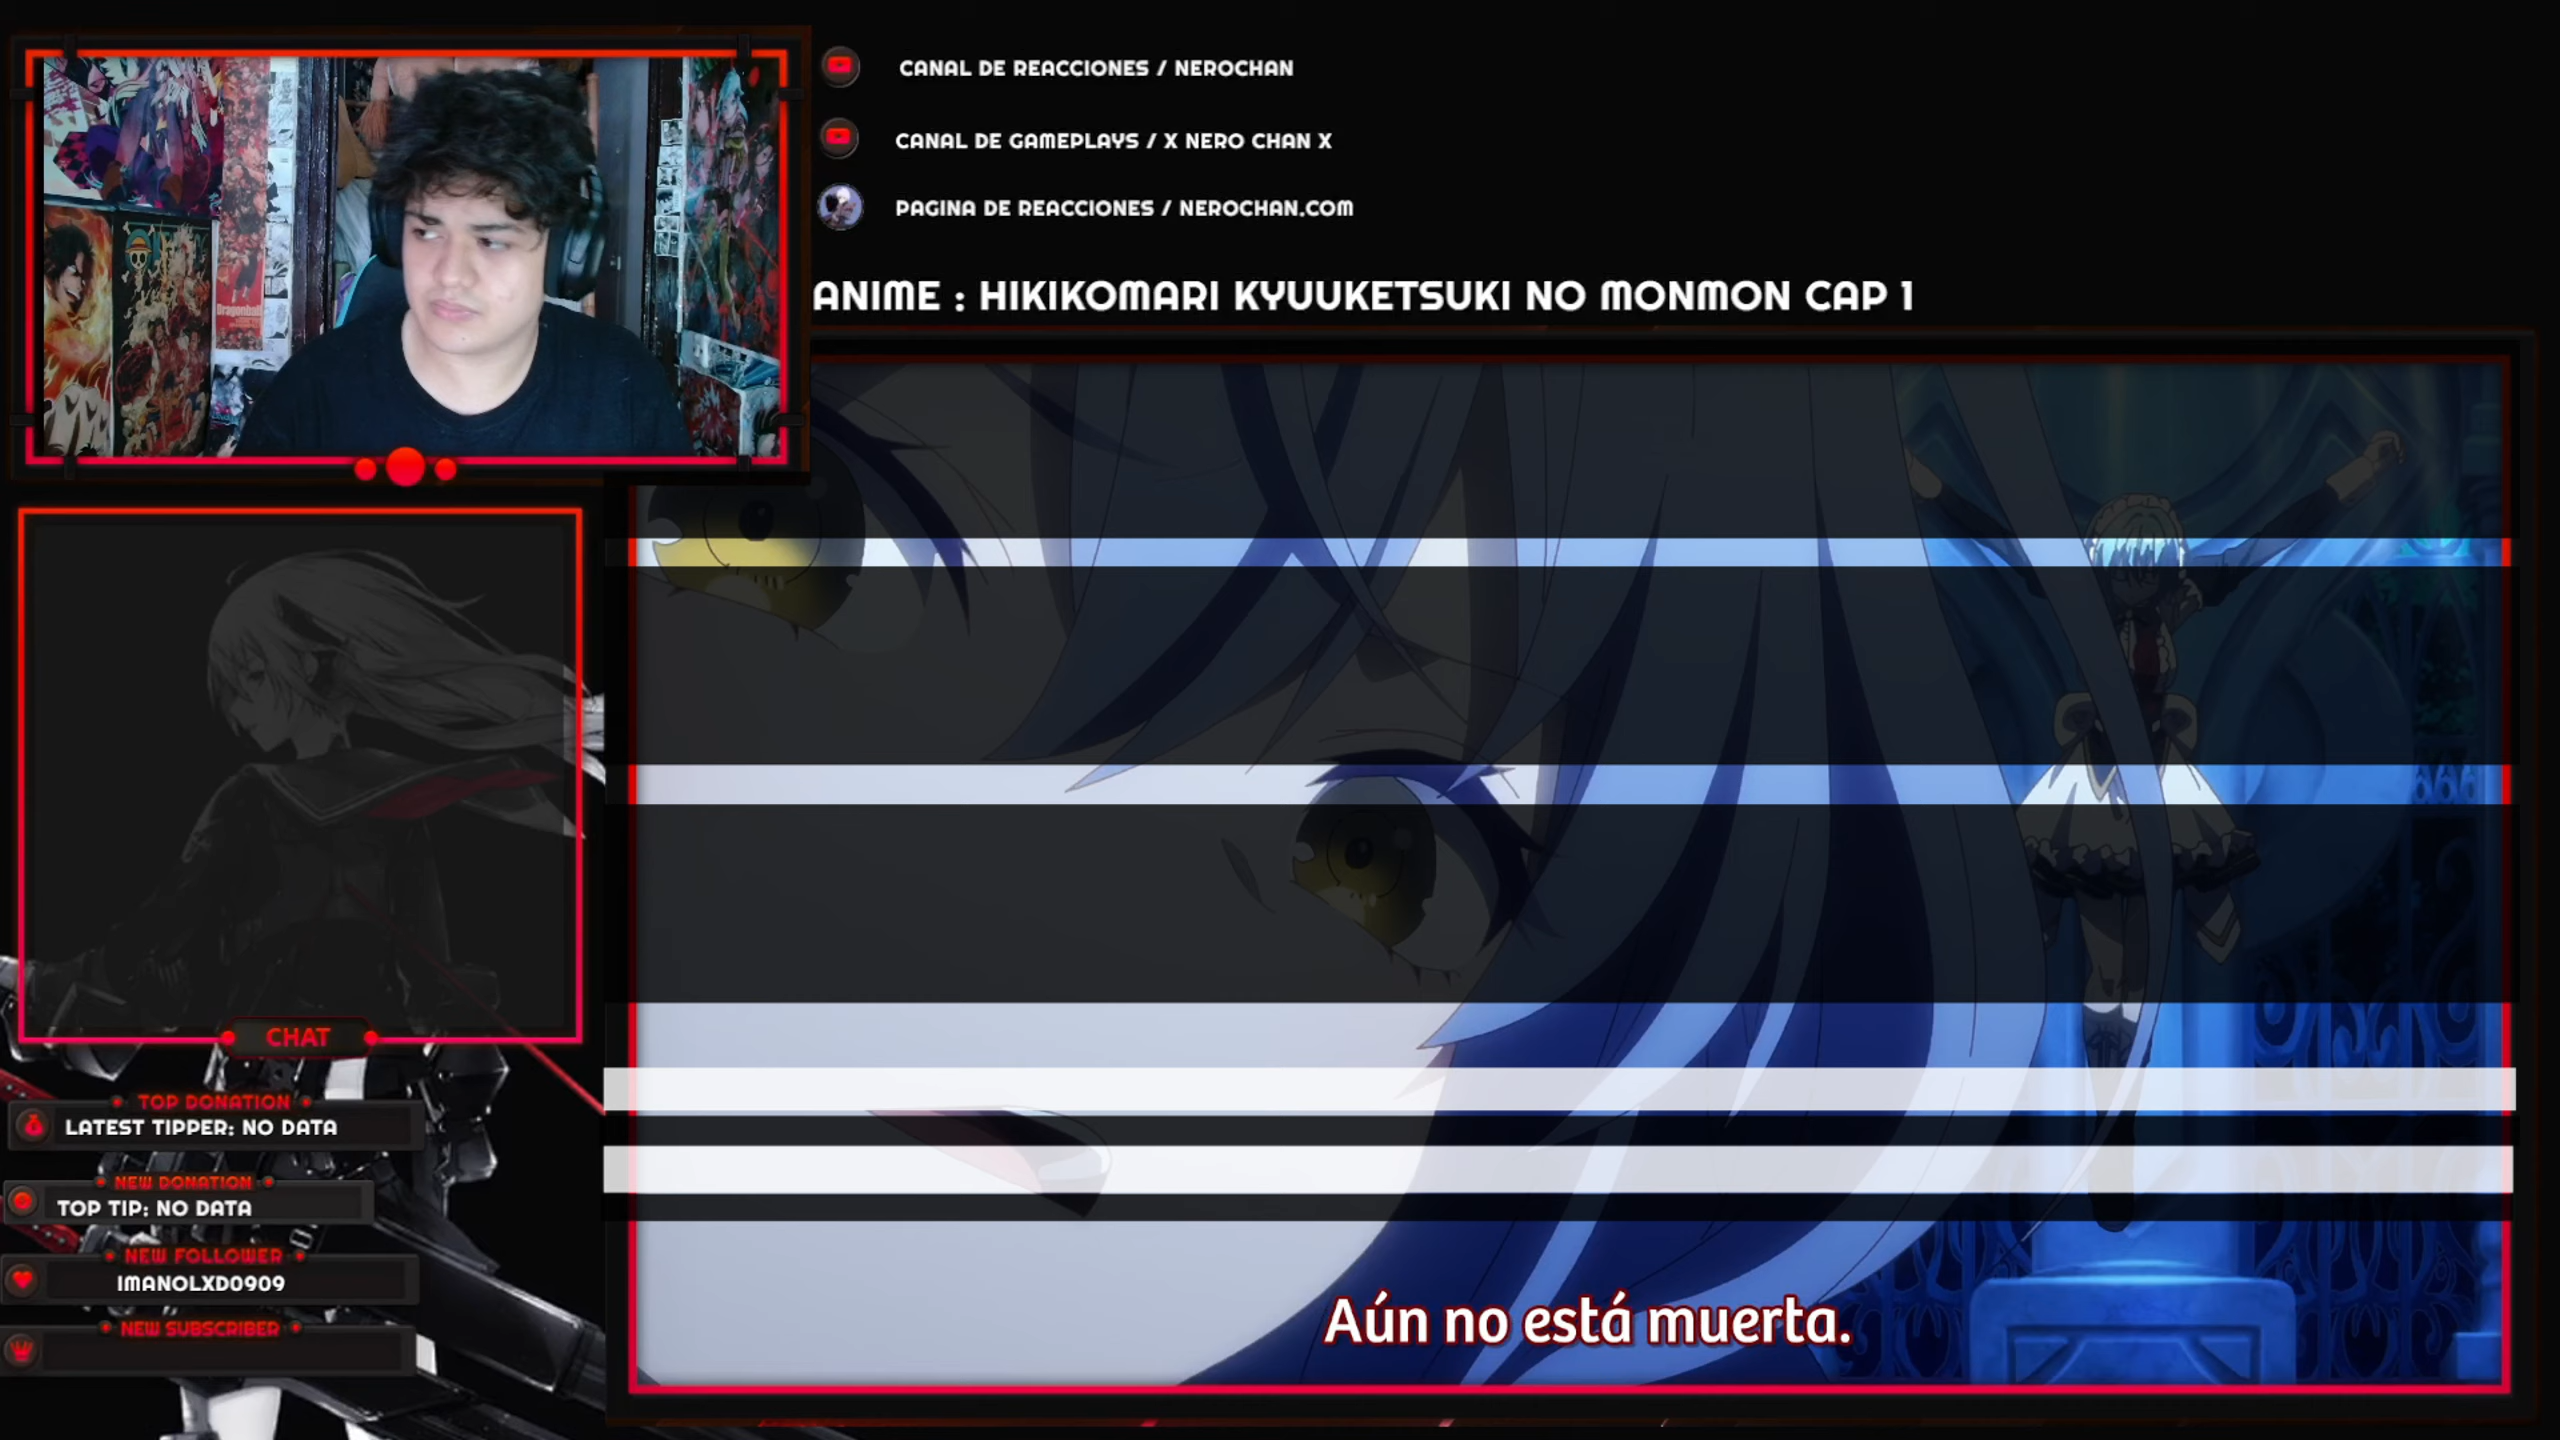 CANAL DE REACCIONES / NEROCHAN
CANAL DE GAMEPLAYS / X NERO CHAN X
PAGINA DE REACCIONES / NEROCHAN.COM
ANIME : HIKIKOMARI KYUUKETSUKI NO MONMON CAP 1
Dragonball
CHAT
TOP DONATION
LATEST TIPPER: NO DATA
NEW DONATION
TOP TIP: NO DATA
NEW FOLLOWER
IMANOLXD0909
NEW SUBSCRIBER
Aún no está muerta.